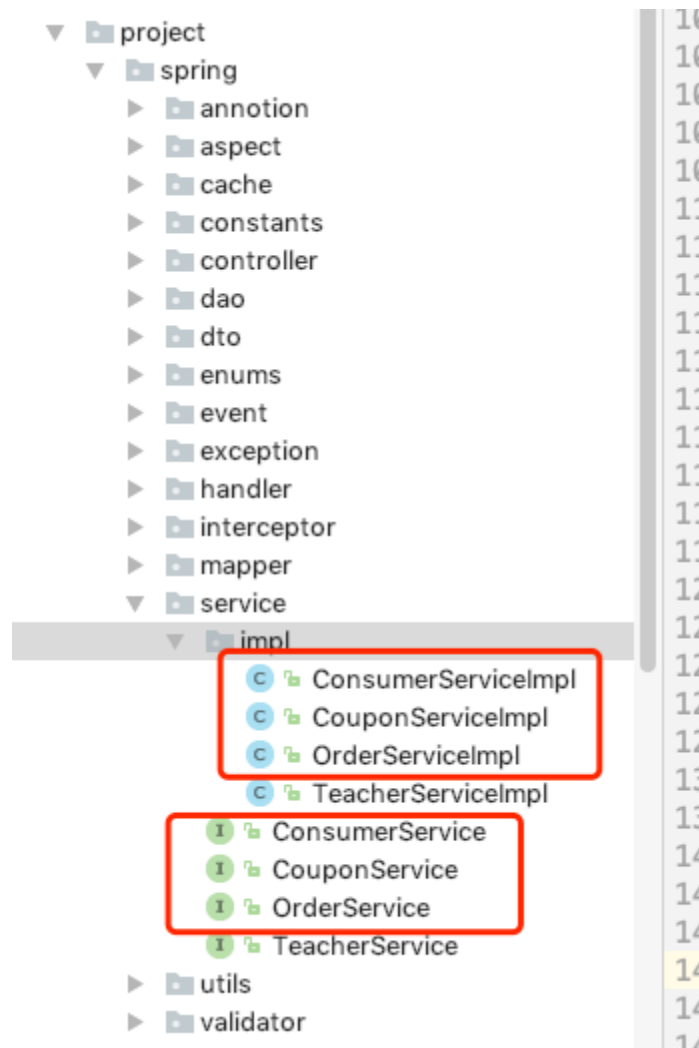 project
spring
annotion
aspect
cache
constants
controller
dao
dto
enums
event
exception
handler
interceptor
mapper
service
impl
C ConsumerServiceImpl
C CouponServiceImpl
C OrderServiceImpl
C TeacherServiceImpl
I ConsumerService
I CouponService
I OrderService
I TeacherService
utils
validator